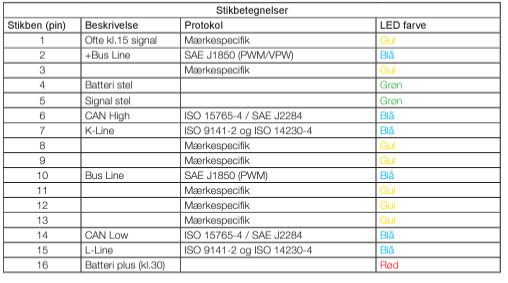 Stikbetegnelser
Stikben (pin) Beskrivelse Protokol LED farve
1 Ofte kl.15 signal Mærkespecifik Gul
2 +Bus Line SAE J1850 (PWM/VPW) Blå
3 Mærkespecifik Gul
4 Batteri stel Grøn
5 Signal stel Grøn
6 CAN High ISO 15765-4 / SAE J2284 Blå
7 K-Line ISO 9141-2 og ISO 14230-4 Blå
8 Mærkespecifik Gul
9 Mærkespecifik Gul
10 Bus Line SAE J1850 (PWM) Blå
11 Mærkespecifik Gul
12 Mærkespecifik Gul
13 Mærkespecifik Gul
14 CAN Low ISO 15765-4 / SAE J2284 Blå
15 L-Line ISO 9141-2 og ISO 14230-4 Blå
16 Batteri plus (kl.30) Rød